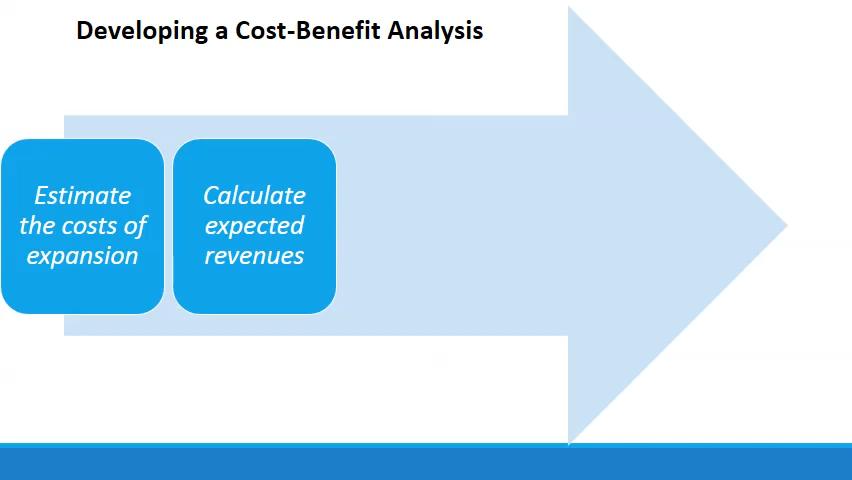 Developing a Cost-Benefit Analysis
Estimate
the costs of
expansion
Calculate
expected
revenues